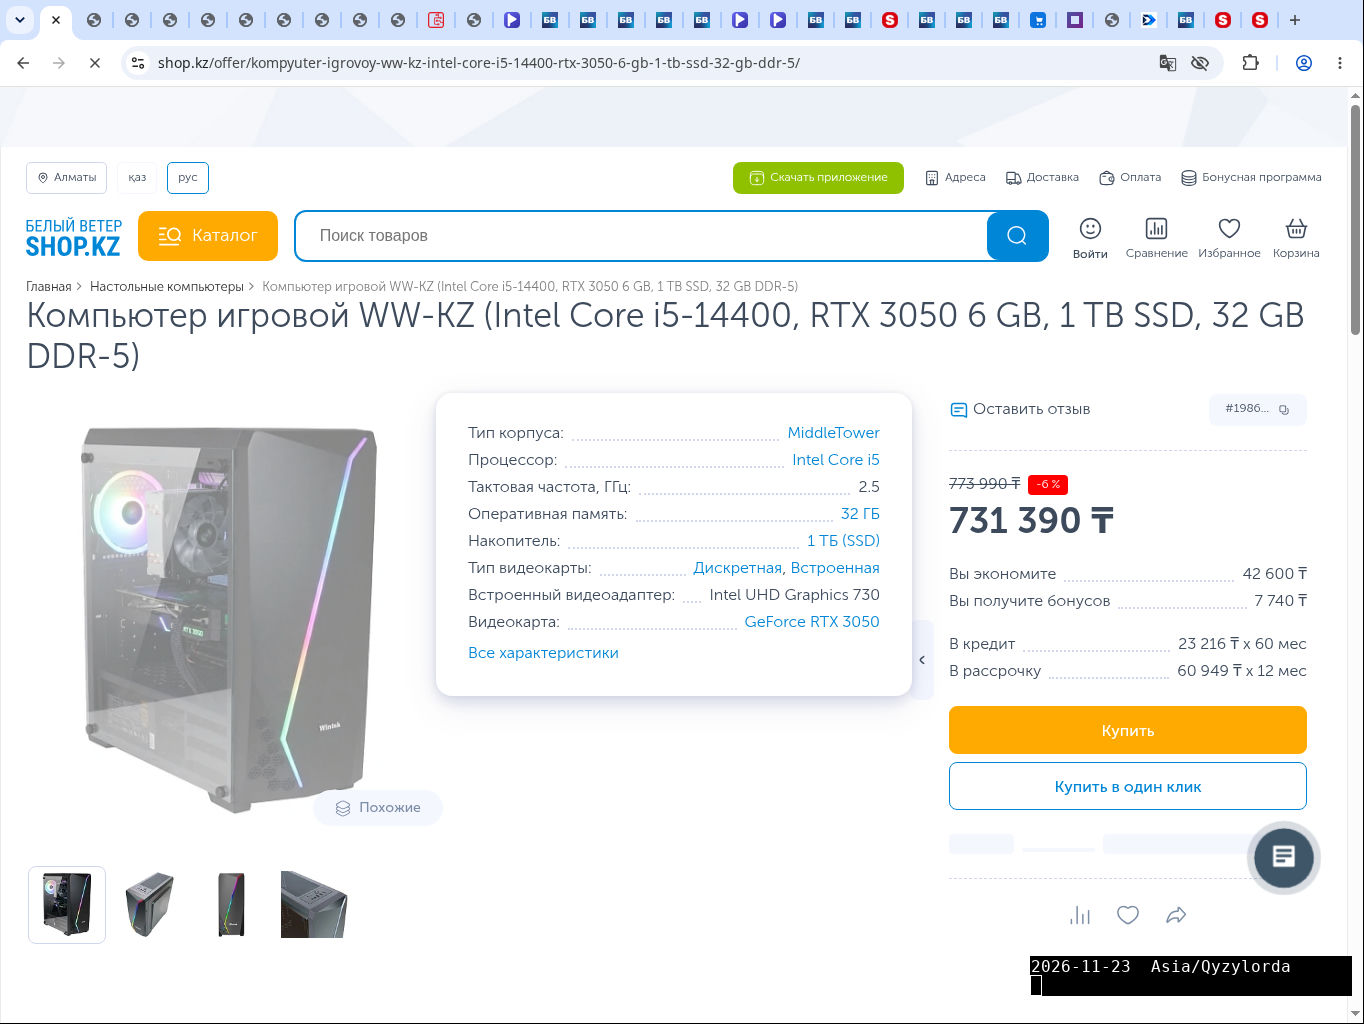 shop.kz/offer/kompyuter-igrovoy-ww-kz-intel-core-i5-14400-rtx-3050-6-gb-1-tb-ssd-32-gb-ddr-5/
Алматы қаз рус Скачать приложение Адреса Доставка Оплата Бонусная программа
БЕЛЫЙ ВЕТЕР
SHOP.KZ
Каталог Поиск товаров Войти Сравнение Избранное Корзина
Главная > Настольные компьютеры > Компьютер игровой WW-KZ (Intel Core i5-14400, RTX 3050 6 GB, 1 TB SSD, 32 GB DDR-5)
Компьютер игровой WW-KZ (Intel Core i5-14400, RTX 3050 6 GB, 1 TB SSD, 32 GB
DDR-5)
Тип корпуса: MiddleTower
Процессор: Intel Core i5
Тактовая частота, ГГц: 2.5
Оперативная память: 32 ГБ
Накопитель: 1 ТБ (SSD)
Тип видеокарты: Дискретная, Встроенная
Встроенный видеоадаптер: Intel UHD Graphics 730
Видеокарта: GeForce RTX 3050
Все характеристики
Wintek
Похожие
Оставить отзыв #1986...
773 990 ₸ -6 %
731 390 ₸
Вы экономите 42 600 ₸
Вы получите бонусов 7 740 ₸
В кредит 23 216 ₸ x 60 мес
В рассрочку 60 949 ₸ x 12 мес
Купить
Купить в один клик
2026-11-23 Asia/Qyzylorda